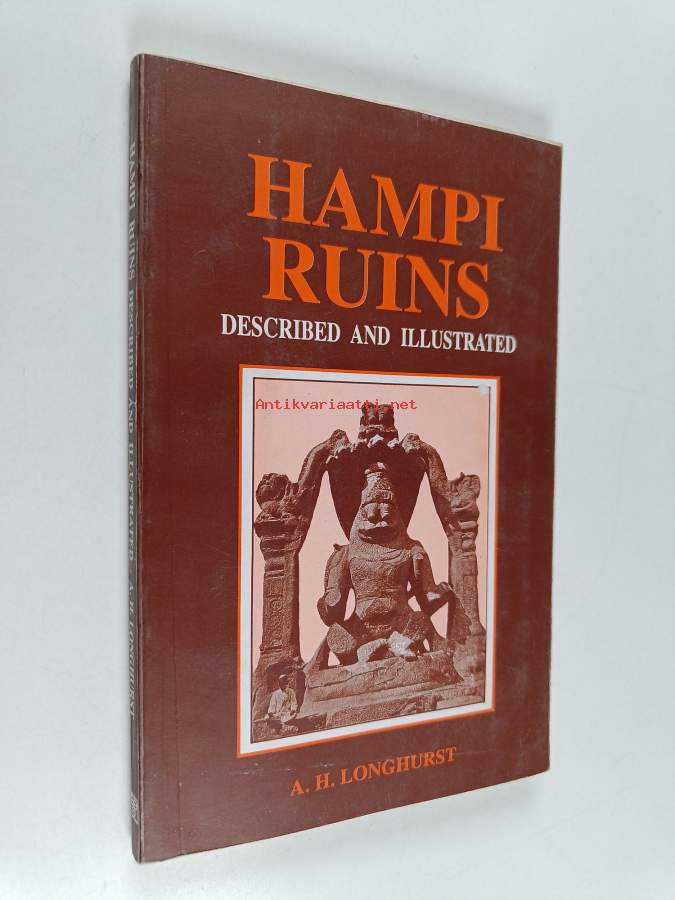 HAMPI
RUINS
DESCRIBED AND ILLUSTRATED
Antikvariaatti.net
A. H. LONGHURST
HAMPI RUINS DESCRIBED AND ILLUSTRATED A. H. LONGHURST